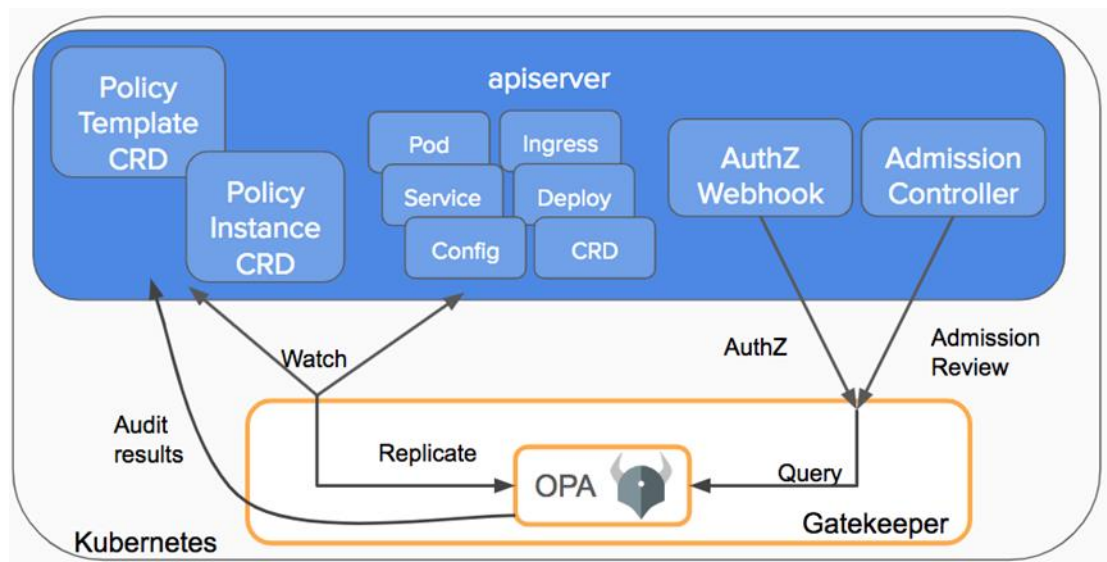 apiserver
Policy
Template
CRD
Policy
Instance
CRD
Pod
Ingress
Service
Deploy
Config
CRD
AuthZ
Webhook
Admission
Controller
Watch
AuthZ
Admission
Review
Audit
results
Replicate
OPA
Query
Gatekeeper
Kubernetes